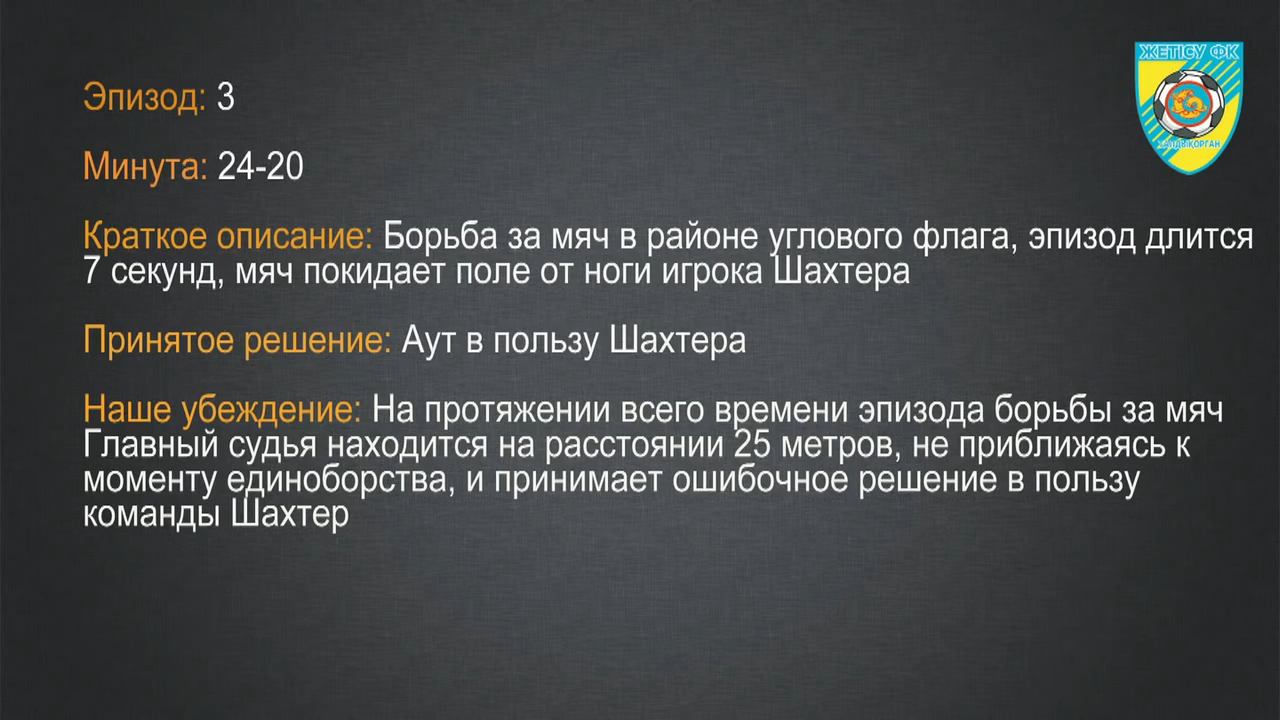 ЖЕТІСУ ФК
ТАЛДЫҚОРҒАН
Эпизод: 3
Минута: 24-20
Краткое описание: Борьба за мяч в районе углового флага, эпизод длится
7 секунд, мяч покидает поле от ноги игрока Шахтера
Принятое решение: Аут в пользу Шахтера
Наше убеждение: На протяжении всего времени эпизода борьбы за мяч
Главный судья находится на расстоянии 25 метров, не приближаясь к
моменту единоборства, и принимает ошибочное решение в пользу
команды Шахтер